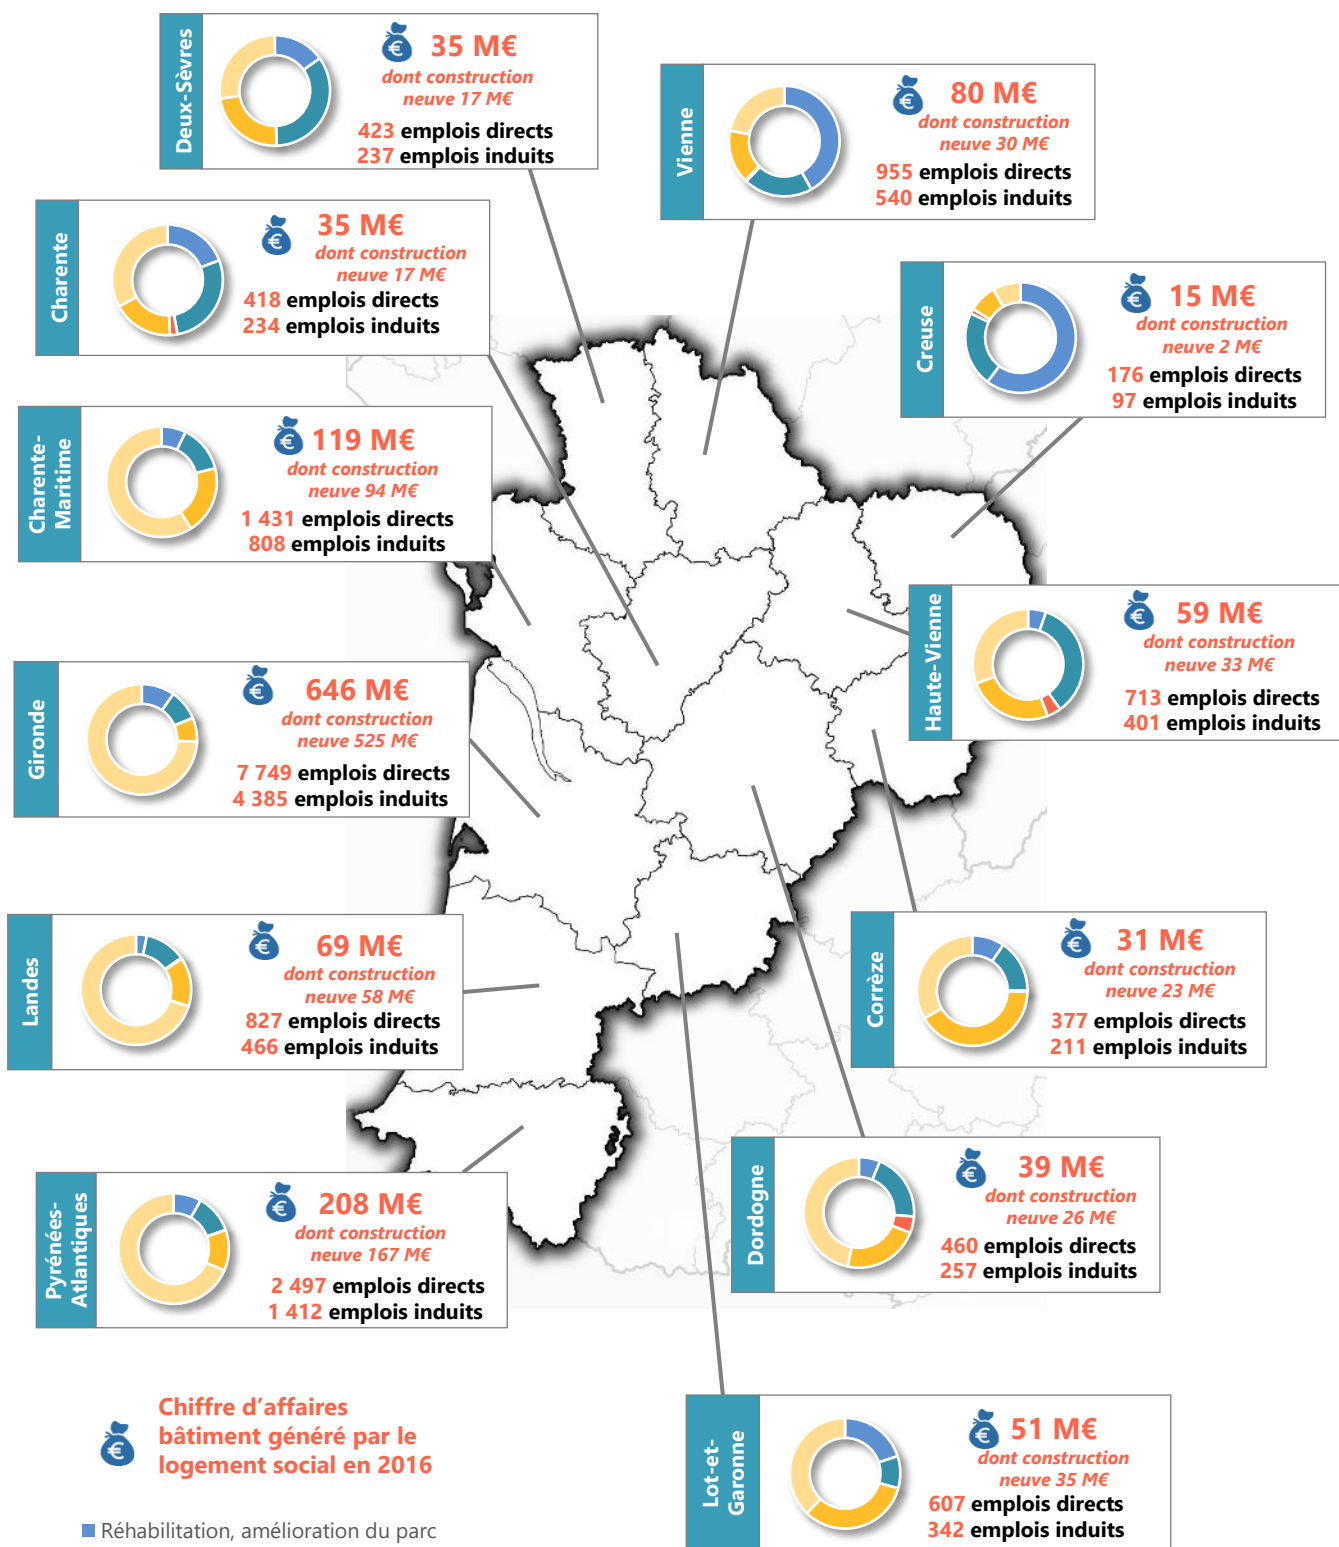 Deux-Sèvres
35 M€
dont construction
neuve 17 M€
423 emplois directs
237 emplois induits
Vienne
80 M€
dont construction
neuve 30 M€
955 emplois directs
540 emplois induits
Charente
35 M€
dont construction
neuve 17 M€
418 emplois directs
234 emplois induits
Creuse
15 M€
dont construction
neuve 2 M€
176 emplois directs
97 emplois induits
Charente-
Maritime
119 M€
dont construction
neuve 94 M€
1 431 emplois directs
808 emplois induits
Haute-Vienne
59 M€
dont construction
neuve 33 M€
713 emplois directs
401 emplois induits
Gironde
646 M€
dont construction
neuve 525 M€
7 749 emplois directs
4 385 emplois induits
Landes
69 M€
dont construction
neuve 58 M€
827 emplois directs
466 emplois induits
Corrèze
31 M€
dont construction
neuve 23 M€
377 emplois directs
211 emplois induits
Dordogne
39 M€
dont construction
neuve 26 M€
460 emplois directs
257 emplois induits
Pyrénées-
Atlantiques
208 M€
dont construction
neuve 167 M€
2 497 emplois directs
1 412 emplois induits
Lot-et-
Garonne
51 M€
dont construction
neuve 35 M€
607 emplois directs
342 emplois induits
Chiffre d'affaires
bâtiment généré par le
logement social en 2016
Réhabilitation, amélioration du parc